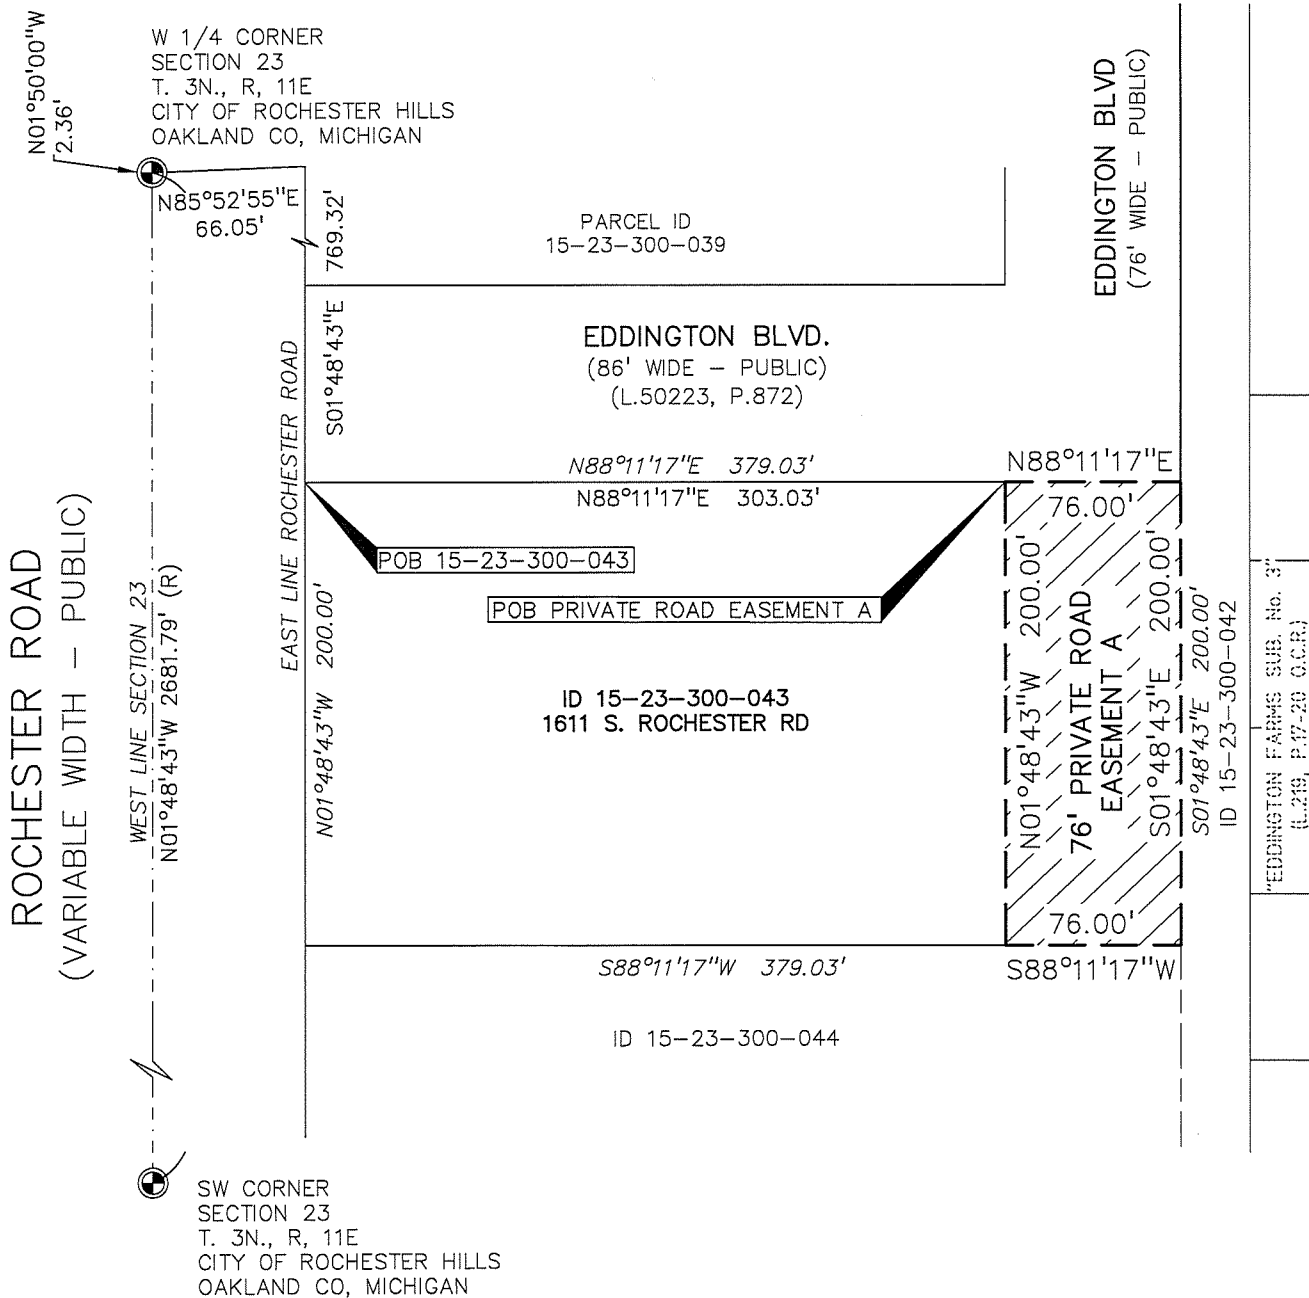 N01°50'00"W
2.36'
W 1/4 CORNER
SECTION 23
T. 3N., R, 11E
CITY OF ROCHESTER HILLS
OAKLAND CO, MICHIGAN
N85°52'55"E
66.05'
769.32'
S01°48'43"E
PARCEL ID
15-23-300-039
EDDINGTON BLVD
(76' WIDE - PUBLIC)
EDDINGTON BLVD.
(86' WIDE - PUBLIC)
(L.50223, P.872)
EAST LINE ROCHESTER ROAD
N88°11'17"E 379.03'
N88°11'17"E 303.03'
N88°11'17"E
76.00'
POB 15-23-300-043
POB PRIVATE ROAD EASEMENT A
ROCHESTER ROAD
(VARIABLE WIDTH - PUBLIC)
WEST LINE SECTION 23
N01°48'43"W 2681.79' (R)
N01°48'43"W 200.00'
ID 15-23-300-043
1611 S. ROCHESTER RD
N01°48'43"W 200.00'
76' PRIVATE ROAD
EASEMENT A
S01°48'43"E 200.00'
S01°48'43"E 200.00'
ID 15-23-300-042
"EDDINGTON FARMS SUB. No. 3"
(L.219, P.17-20 O.C.R.)
76.00'
S88°11'17"W
S88°11'17"W 379.03'
ID 15-23-300-044
SW CORNER
SECTION 23
T. 3N., R, 11E
CITY OF ROCHESTER HILLS
OAKLAND CO, MICHIGAN